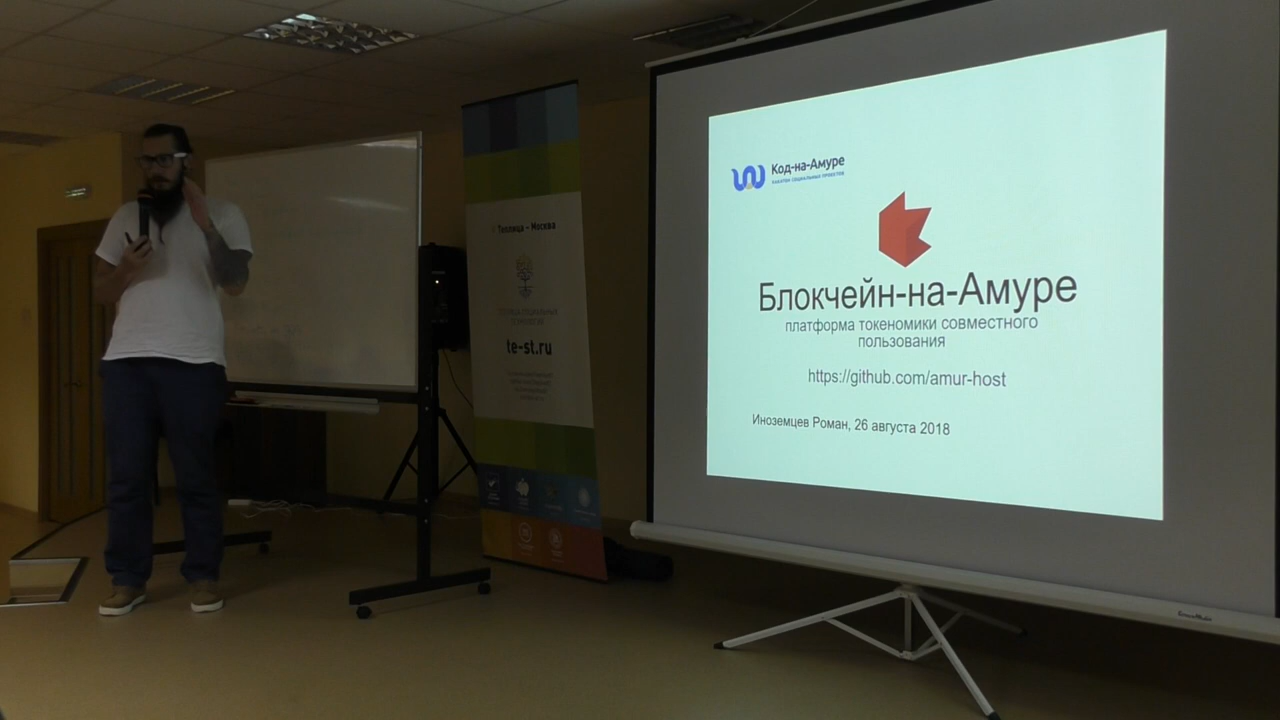 Теплица – Москва
te-st.ru
Код-на-Амуре
Блокчейн-на-Амуре
платформа токеномики совместного
пользования
https://github.com/amur-host
Иноземцев Роман, 26 августа 2018